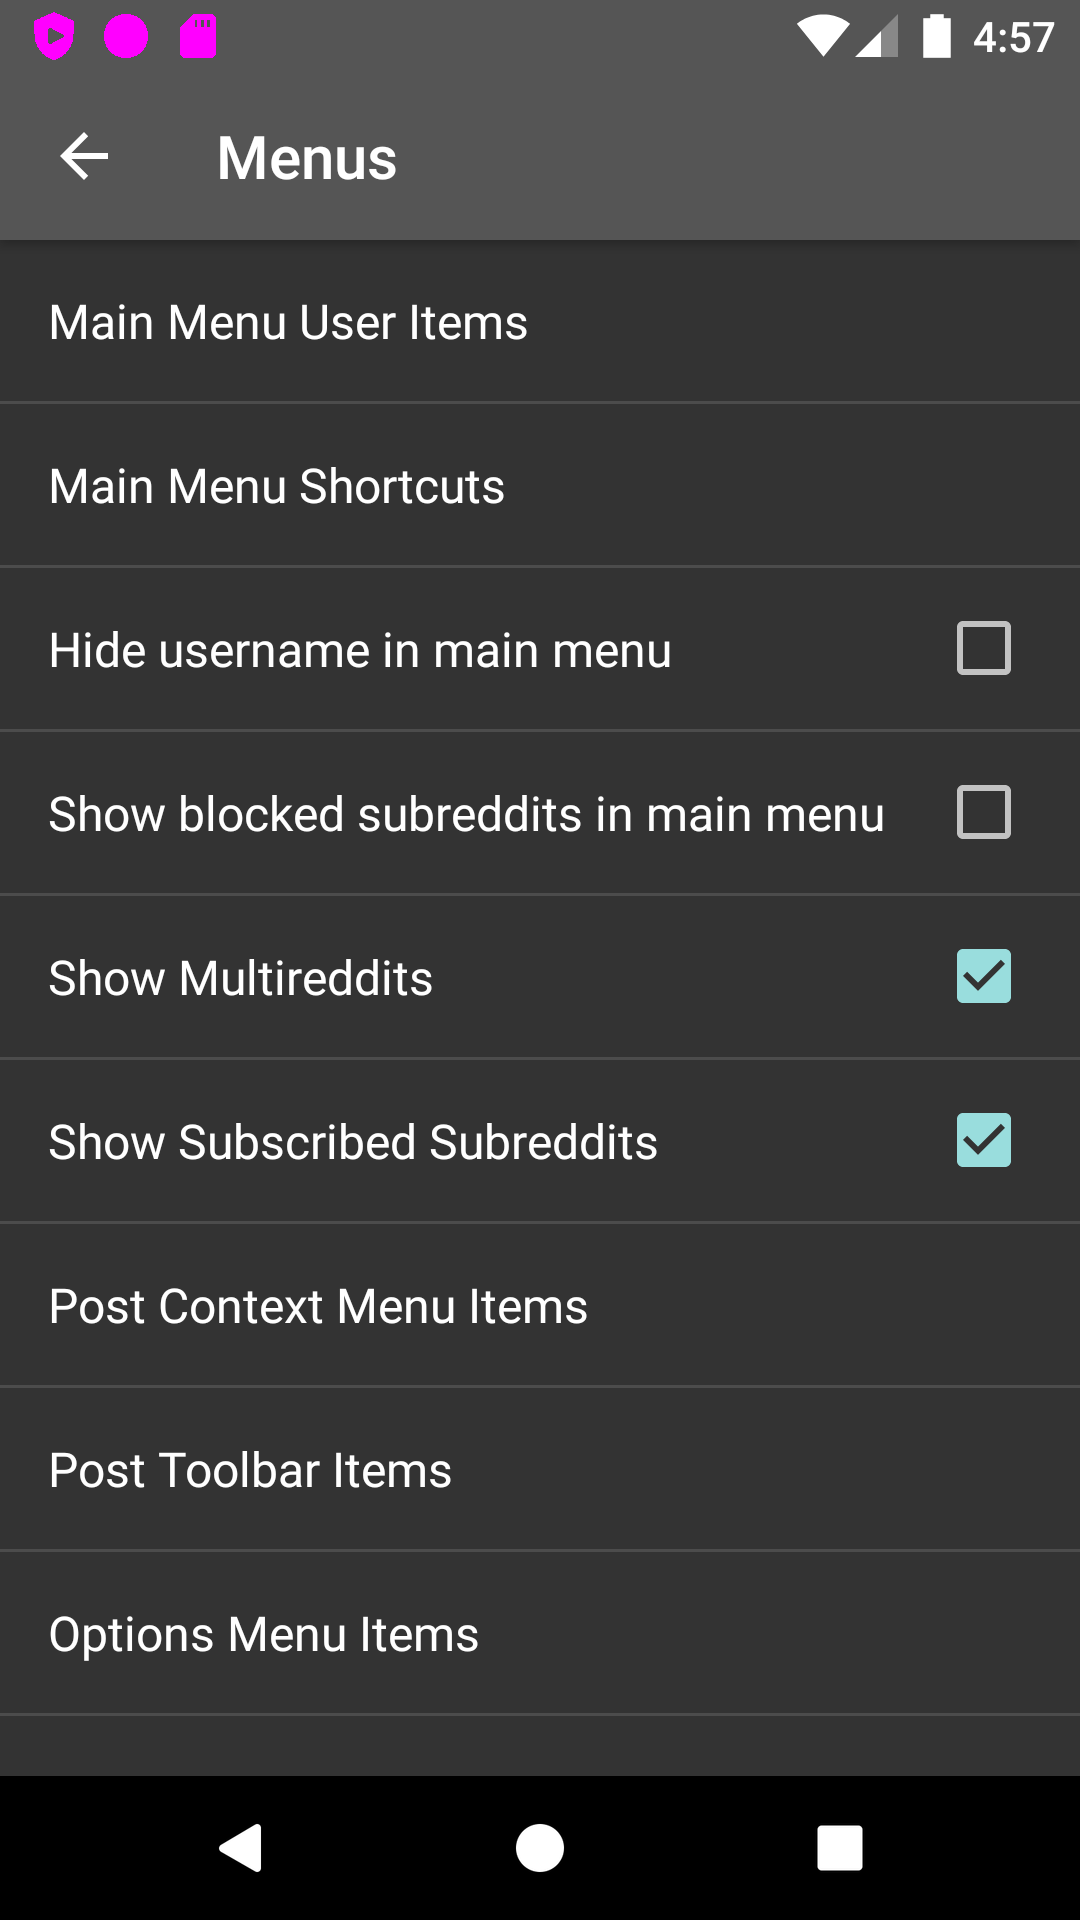 4:57
Menus
Main Menu User Items
Main Menu Shortcuts
Hide username in main menu
Show blocked subreddits in main menu
Show Multireddits
Show Subscribed Subreddits
Post Context Menu Items
Post Toolbar Items
Options Menu Items